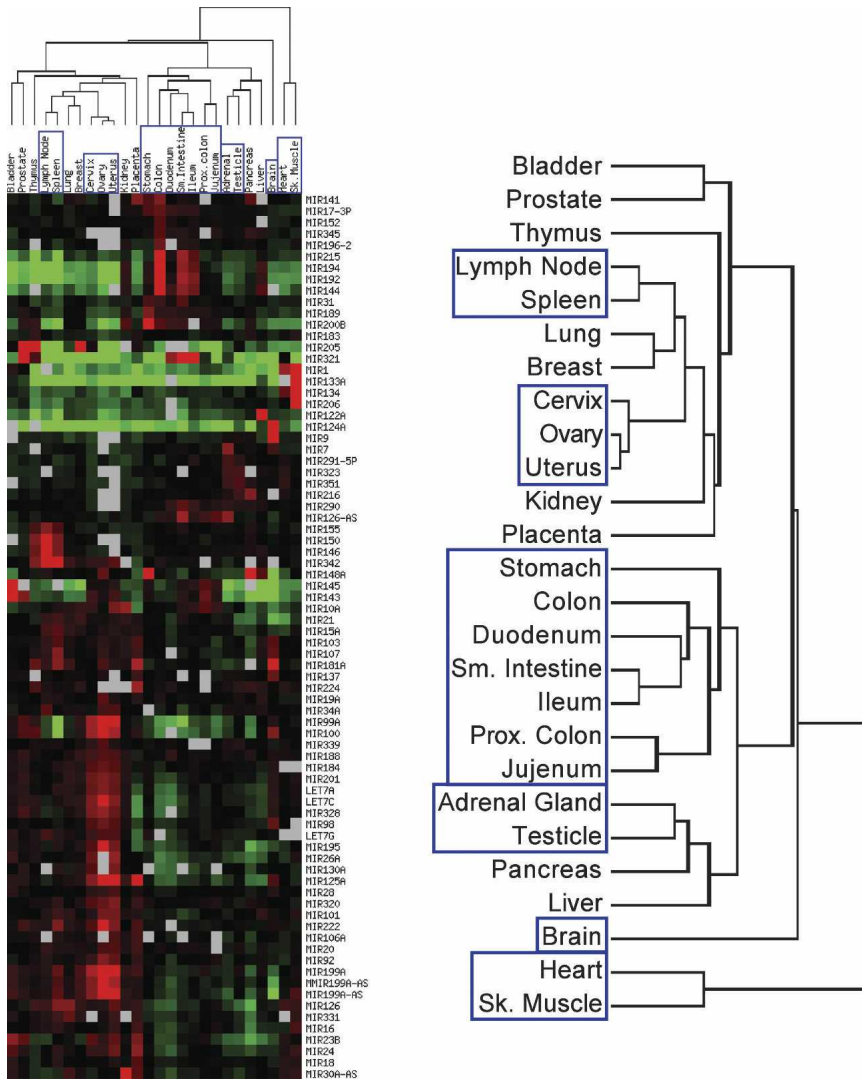 Bladder
Prostate
Thymus
Lymph Node
Spleen
Lung
Breast
Cervix
Ovary
Uterus
Kidney
Placenta
Stomach
Colon
Duodenum
Sm.Intestine
Ileum
Prox.colon
Jujenum
Adrenal
Testicle
Pancreas
Liver
Brain
Heart
Sk Muscle
MIR141
MIR17-3P
MIR152
MIR345
MIR196-2
MIR215
MIR194
MIR192
MIR144
MIR31
MIR189
MIR200B
MIR183
MIR205
MIR321
MIR1
MIR133A
MIR134
MIR206
MIR122A
MIR124A
MIR9
MIR7
MIR291-5P
MIR323
MIR351
MIR216
MIR290
MIR126-AS
MIR155
MIR150
MIR146
MIR342
MIR148A
MIR145
MIR143
MIR10A
MIR21
MIR15A
MIR103
MIR107
MIR181A
MIR137
MIR224
MIR19A
MIR34A
MIR99A
MIR100
MIR339
MIR188
MIR184
MIR201
LET7A
LET7C
MIR328
MIR98
LET7G
MIR195
MIR26A
MIR130A
MIR125A
MIR28
MIR320
MIR101
MIR222
MIR106A
MIR20
MIR92
MIR199A
MMIR199A-AS
MIR199A-AS
MIR126
MIR331
MIR16
MIR23B
MIR24
MIR18
MIR30A-AS
Bladder
Prostate
Thymus
Lymph Node
Spleen
Lung
Breast
Cervix
Ovary
Uterus
Kidney
Placenta
Stomach
Colon
Duodenum
Sm. Intestine
Ileum
Prox. Colon
Jujenum
Adrenal Gland
Testicle
Pancreas
Liver
Brain
Heart
Sk. Muscle